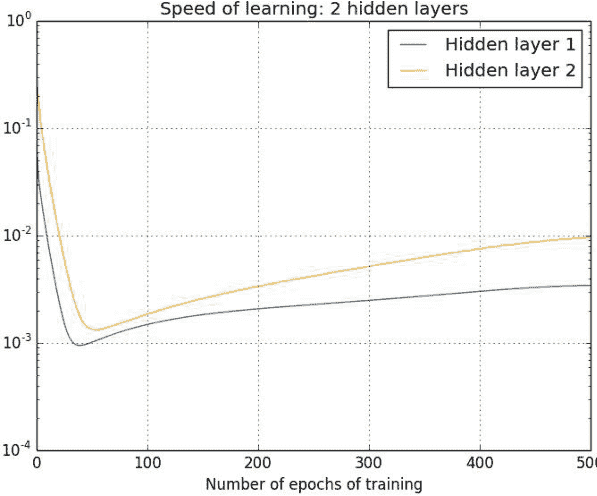 Speed of learning: 2 hidden layers
10^0
Hidden layer 1
Hidden layer 2
10^-1
10^-2
10^-3
10^-4
0 100 200 300 400 500
Number of epochs of training